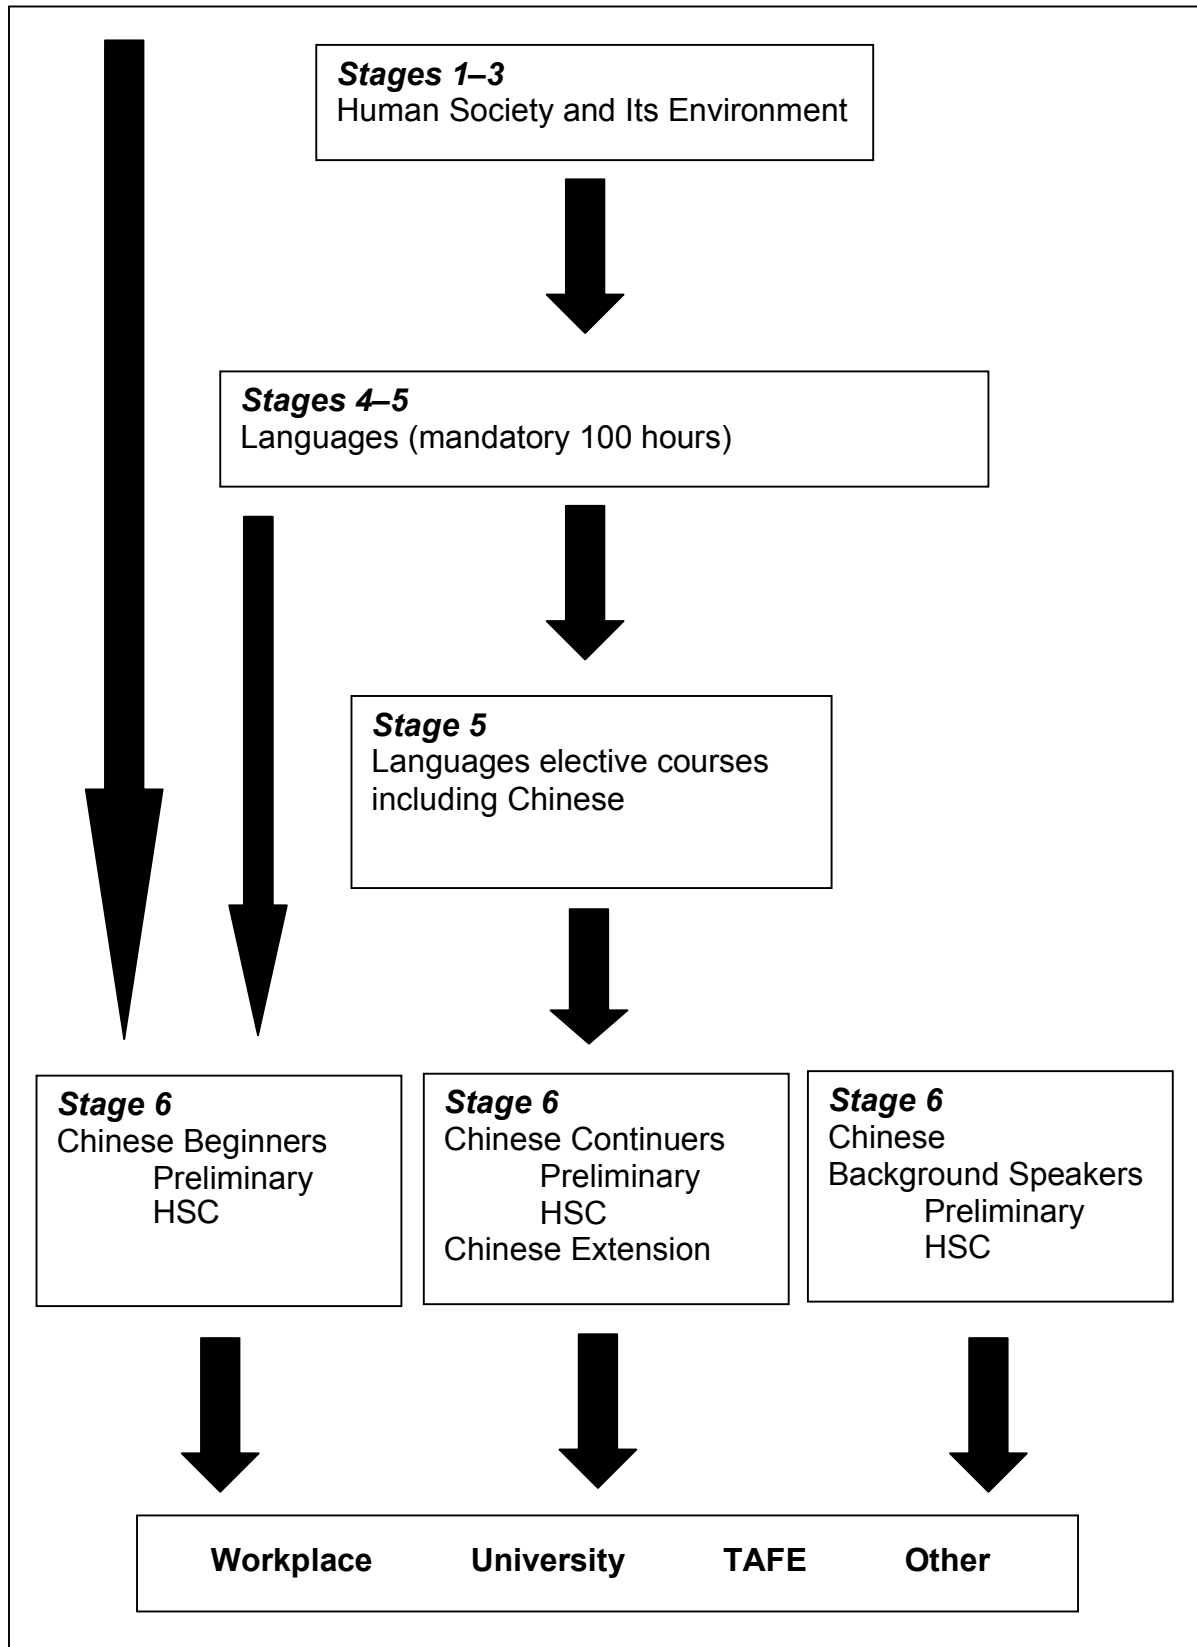 Stages 1–3
Human Society and Its Environment
Stages 4–5
Languages (mandatory 100 hours)
Stage 5
Languages elective courses
including Chinese
Stage 6
Chinese Beginners
Preliminary
HSC
Stage 6
Chinese Continuers
Preliminary
HSC
Chinese Extension
Stage 6
Chinese
Background Speakers
Preliminary
HSC
Workplace University TAFE Other